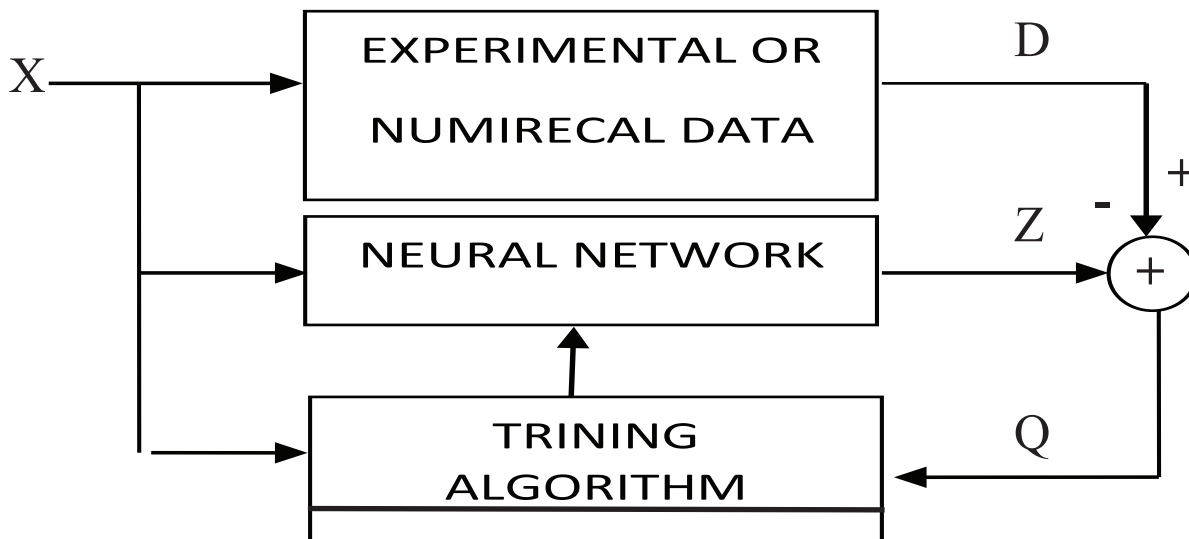 EXPERIMENTAL OR
NUMIRECAL DATA
D
X
+
-
Z
NEURAL NETWORK
+
Q
TRINING
ALGORITHM